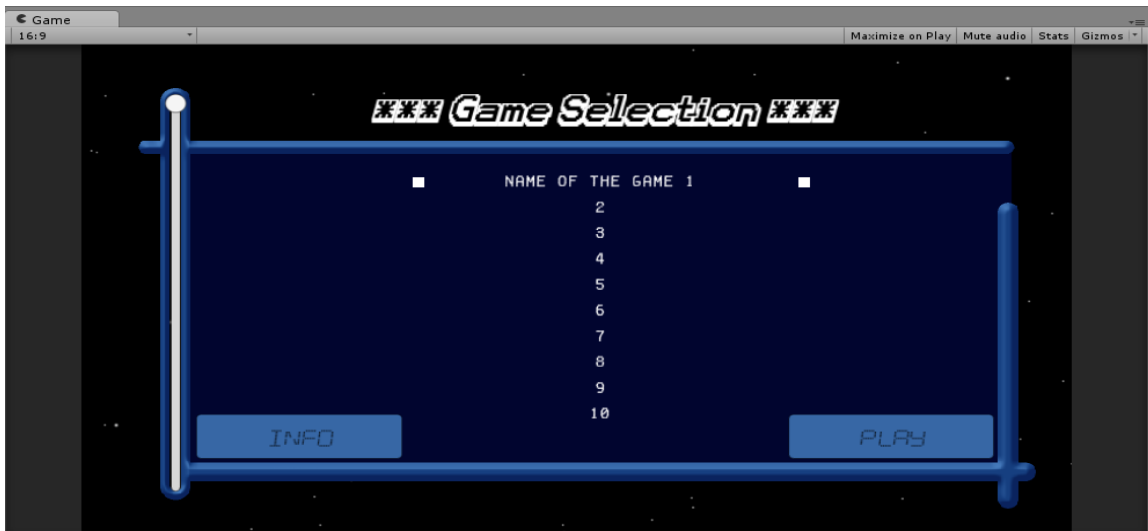 Game
16:9 Maximize on Play Mute audio Stats Gizmos
*** Game Selection ***
NAME OF THE GAME 1
2
3
4
5
6
7
8
9
10
INFO PLAY